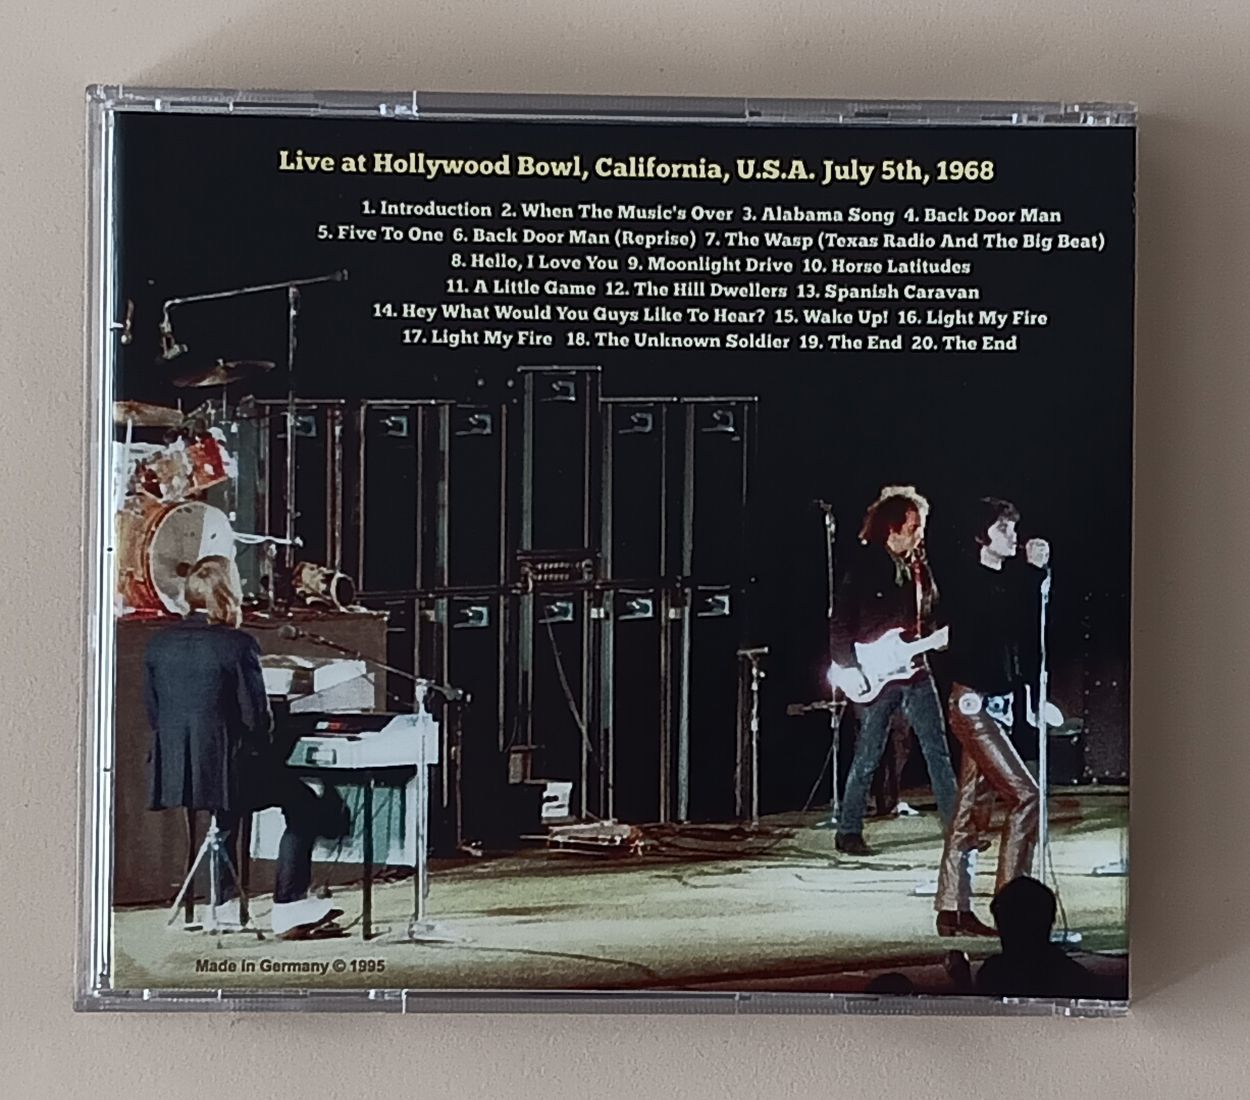 Live at Hollywood Bowl, California, U.S.A. July 5th, 1968
1. Introduction 2. When The Music's Over 3. Alabama Song 4. Back Door Man
5. Five To One 6. Back Door Man (Reprise) 7. The Wasp (Texas Radio And The Big Beat)
8. Hello, I Love You 9. Moonlight Drive 10. Horse Latitudes
11. A Little Game 12. The Hill Dwellers 13. Spanish Caravan
14. Hey What Would You Guys Like To Hear? 15. Wake Up! 16. Light My Fire
17. Light My Fire 18. The Unknown Soldier 19. The End 20. The End
Made in Germany © 1995